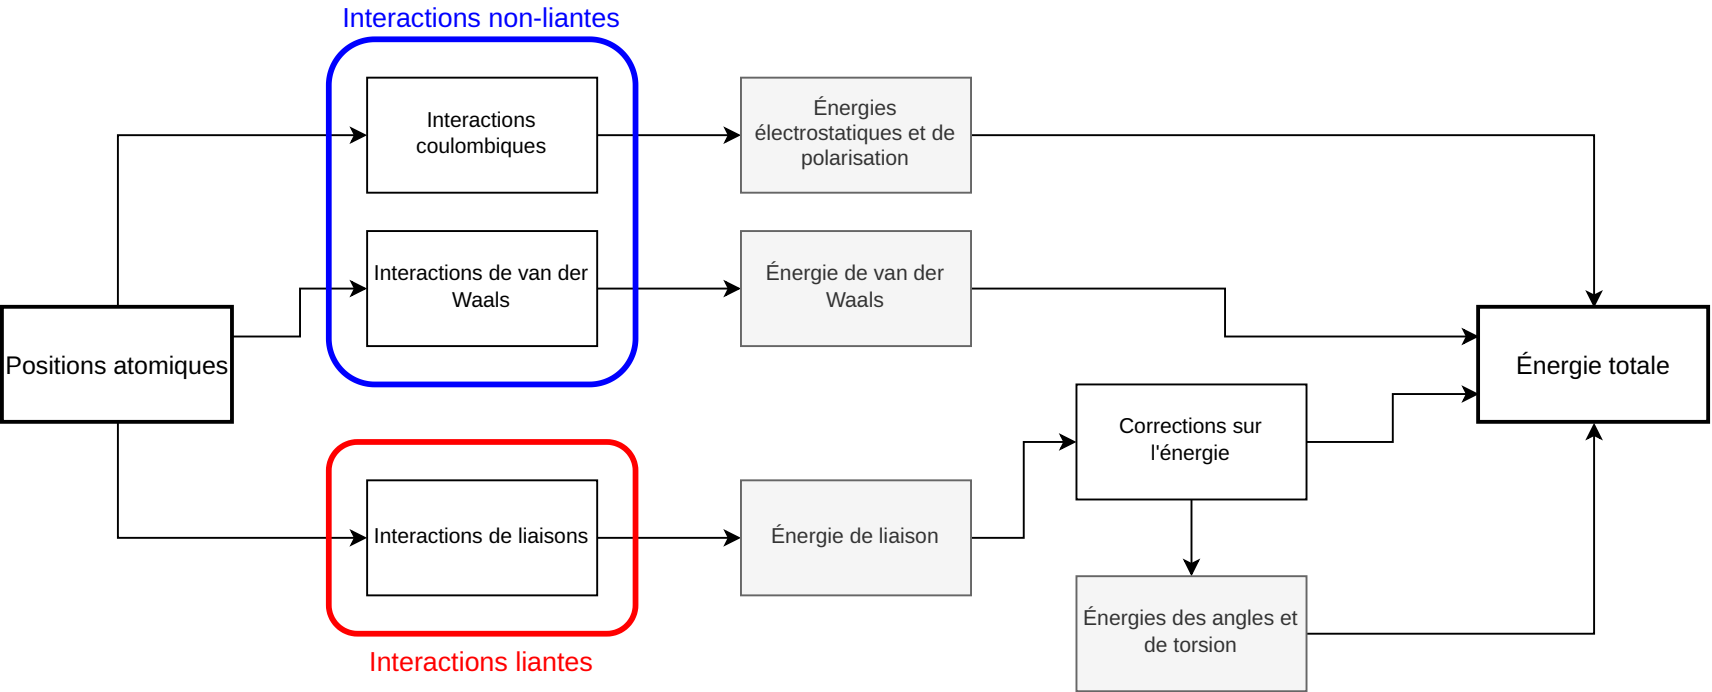 Interactions non-liantes
Interactions
coulombiques
Énergies
électrostatiques et de
polarisation
Interactions de van der
Waals
Énergie de van der
Waals
Positions atomiques
Énergie totale
Corrections sur
l'énergie
Interactions de liaisons
Énergie de liaison
Énergies des angles et
de torsion
Interactions liantes